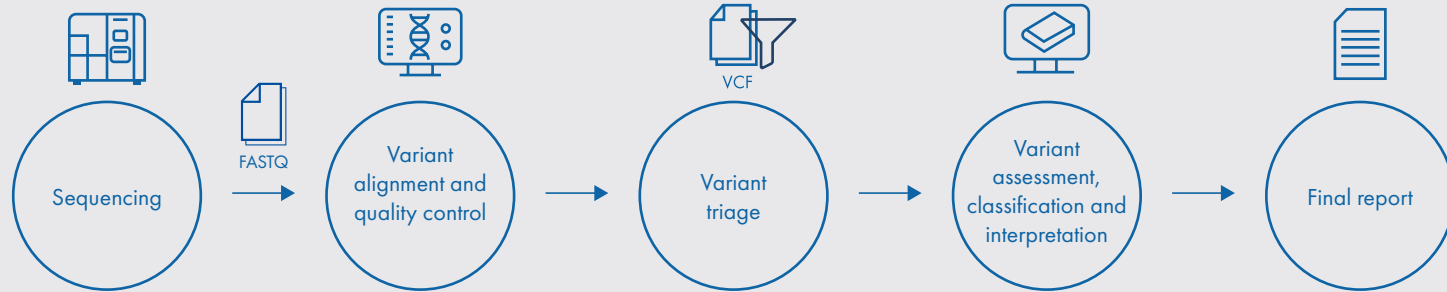 Sequencing
FASTQ
Variant
alignment and
quality control
VCF
Variant
triage
Variant
assessment,
classification and
interpretation
Final report